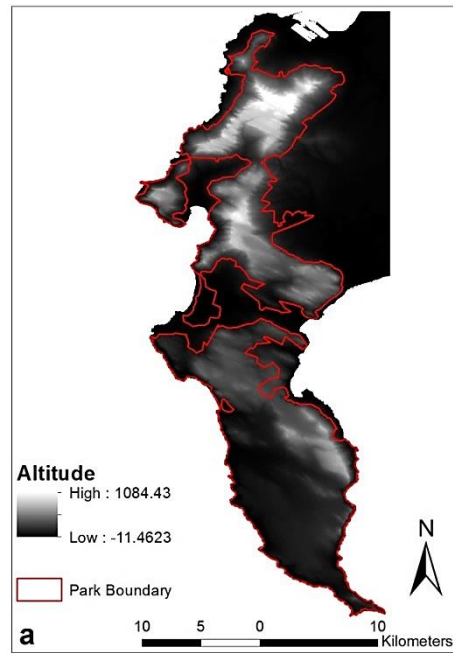 Altitude
High : 1084.43
Low : -11.4623
Park Boundary
N
a
10 5 0 10
Kilometers